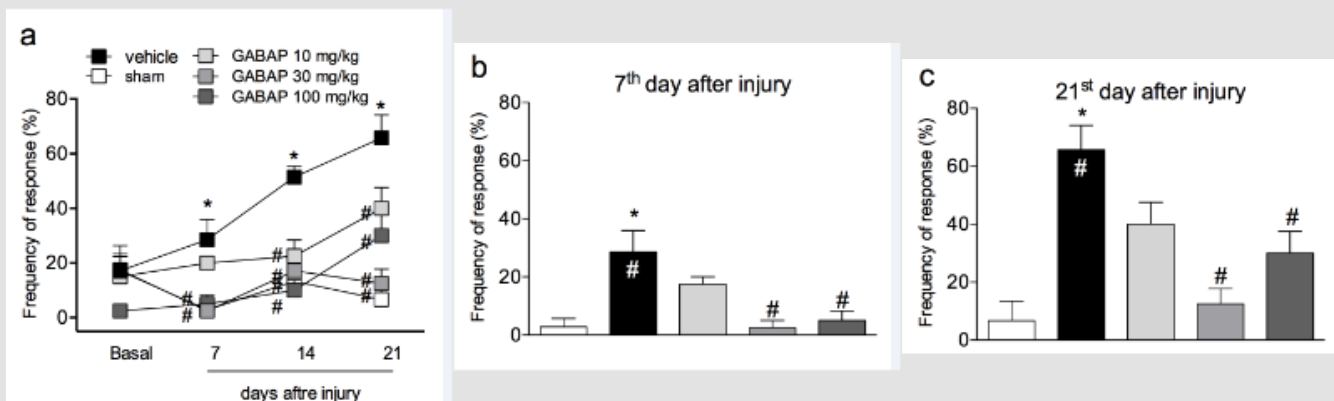 a
vehicle
sham
GABAP 10 mg/kg
GABAP 30 mg/kg
GABAP 100 mg/kg
Frequency of response (%)
80
60
40
20
0
*
*
*
#
#
#
#
#
#
#
#
#
#
Basal 7 14 21
days aftre injury
b
7th day after injury
Frequency of response (%)
80
60
40
20
0
*
#
#
#
c
21st day after injury
Frequency of response (%)
80
60
40
20
0
*
#
#
#